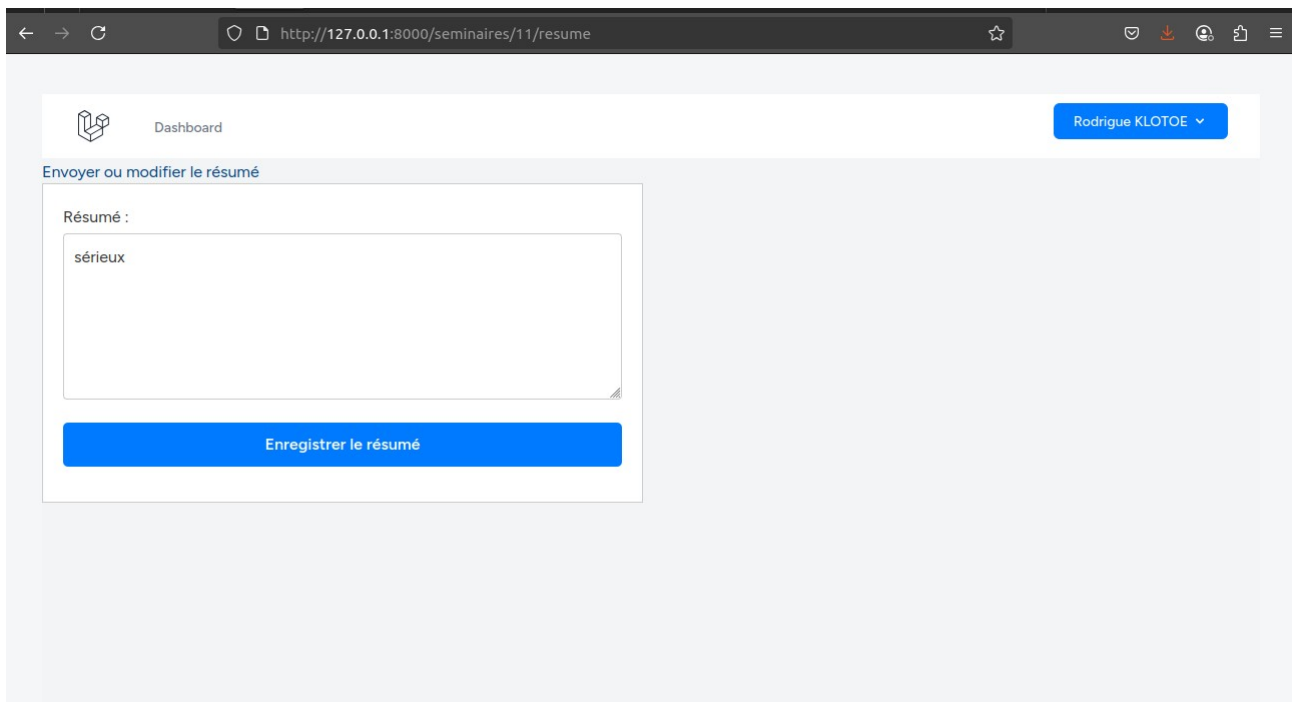 http://127.0.0.1:8000/seminaires/11/resume
Dashboard
Rodrigue KLOTOE
Envoyer ou modifier le résumé
Résumé :
sérieux
Enregistrer le résumé